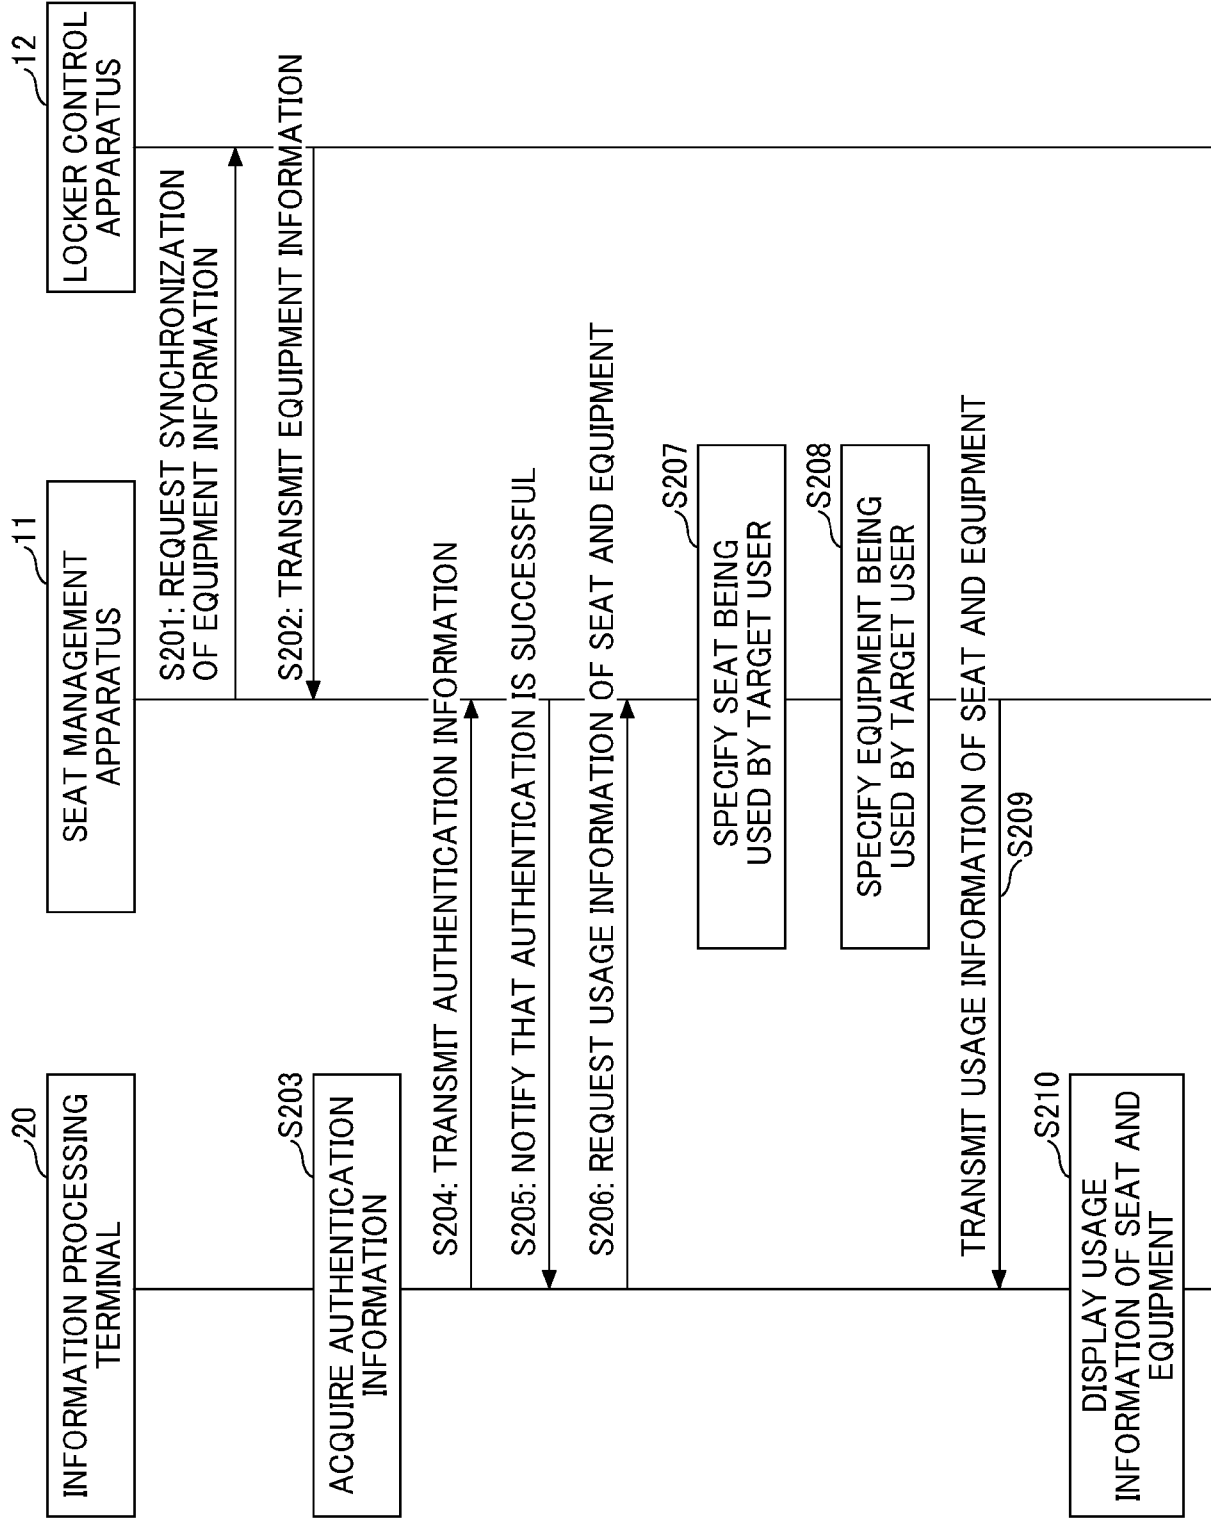 20
INFORMATION PROCESSING
TERMINAL
11
SEAT MANAGEMENT
APPARATUS
12
LOCKER CONTROL
APPARATUS
S201: REQUEST SYNCHRONIZATION
OF EQUIPMENT INFORMATION
S202: TRANSMIT EQUIPMENT INFORMATION
S203
ACQUIRE AUTHENTICATION
INFORMATION
S204: TRANSMIT AUTHENTICATION INFORMATION
S205: NOTIFY THAT AUTHENTICATION IS SUCCESSFUL
S206: REQUEST USAGE INFORMATION OF SEAT AND EQUIPMENT
S207
SPECIFY SEAT BEING
USED BY TARGET USER
S208
SPECIFY EQUIPMENT BEING
USED BY TARGET USER
TRANSMIT USAGE INFORMATION OF SEAT AND EQUIPMENT
S209
S210
DISPLAY USAGE
INFORMATION OF SEAT AND
EQUIPMENT